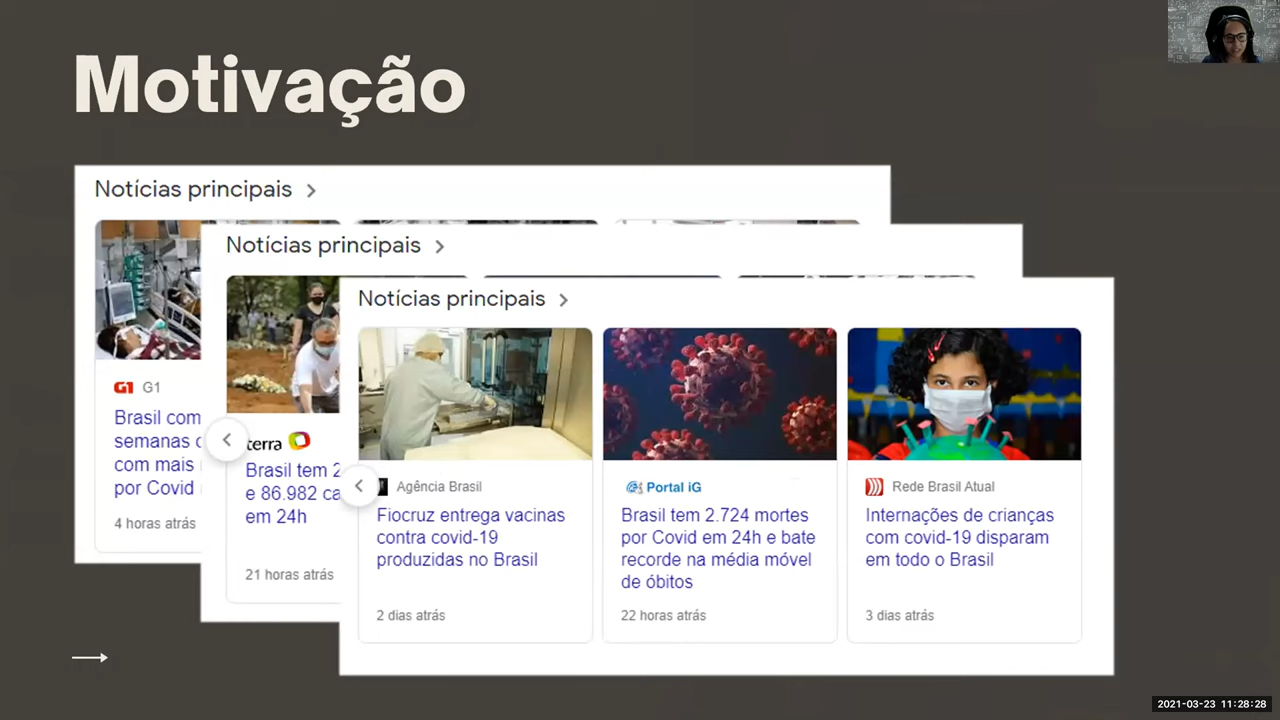 Motivação
Notícias principais
G1 G1
Brasil com
semanas
com mais
por Covid
4 horas atrás
Notícias principais
terra
Brasil tem 2
e 86.982 ca
em 24h
21 horas atrás
Notícias principais
Agência Brasil
Fiocruz entrega vacinas
contra covid-19
produzidas no Brasil
2 dias atrás
Portal iG
Brasil tem 2.724 mortes
por Covid em 24h e bate
recorde na média móvel
de óbitos
22 horas atrás
Rede Brasil Atual
Internações de crianças
com covid-19 disparam
em todo o Brasil
3 dias atrás
2021-03-23 11:28:28